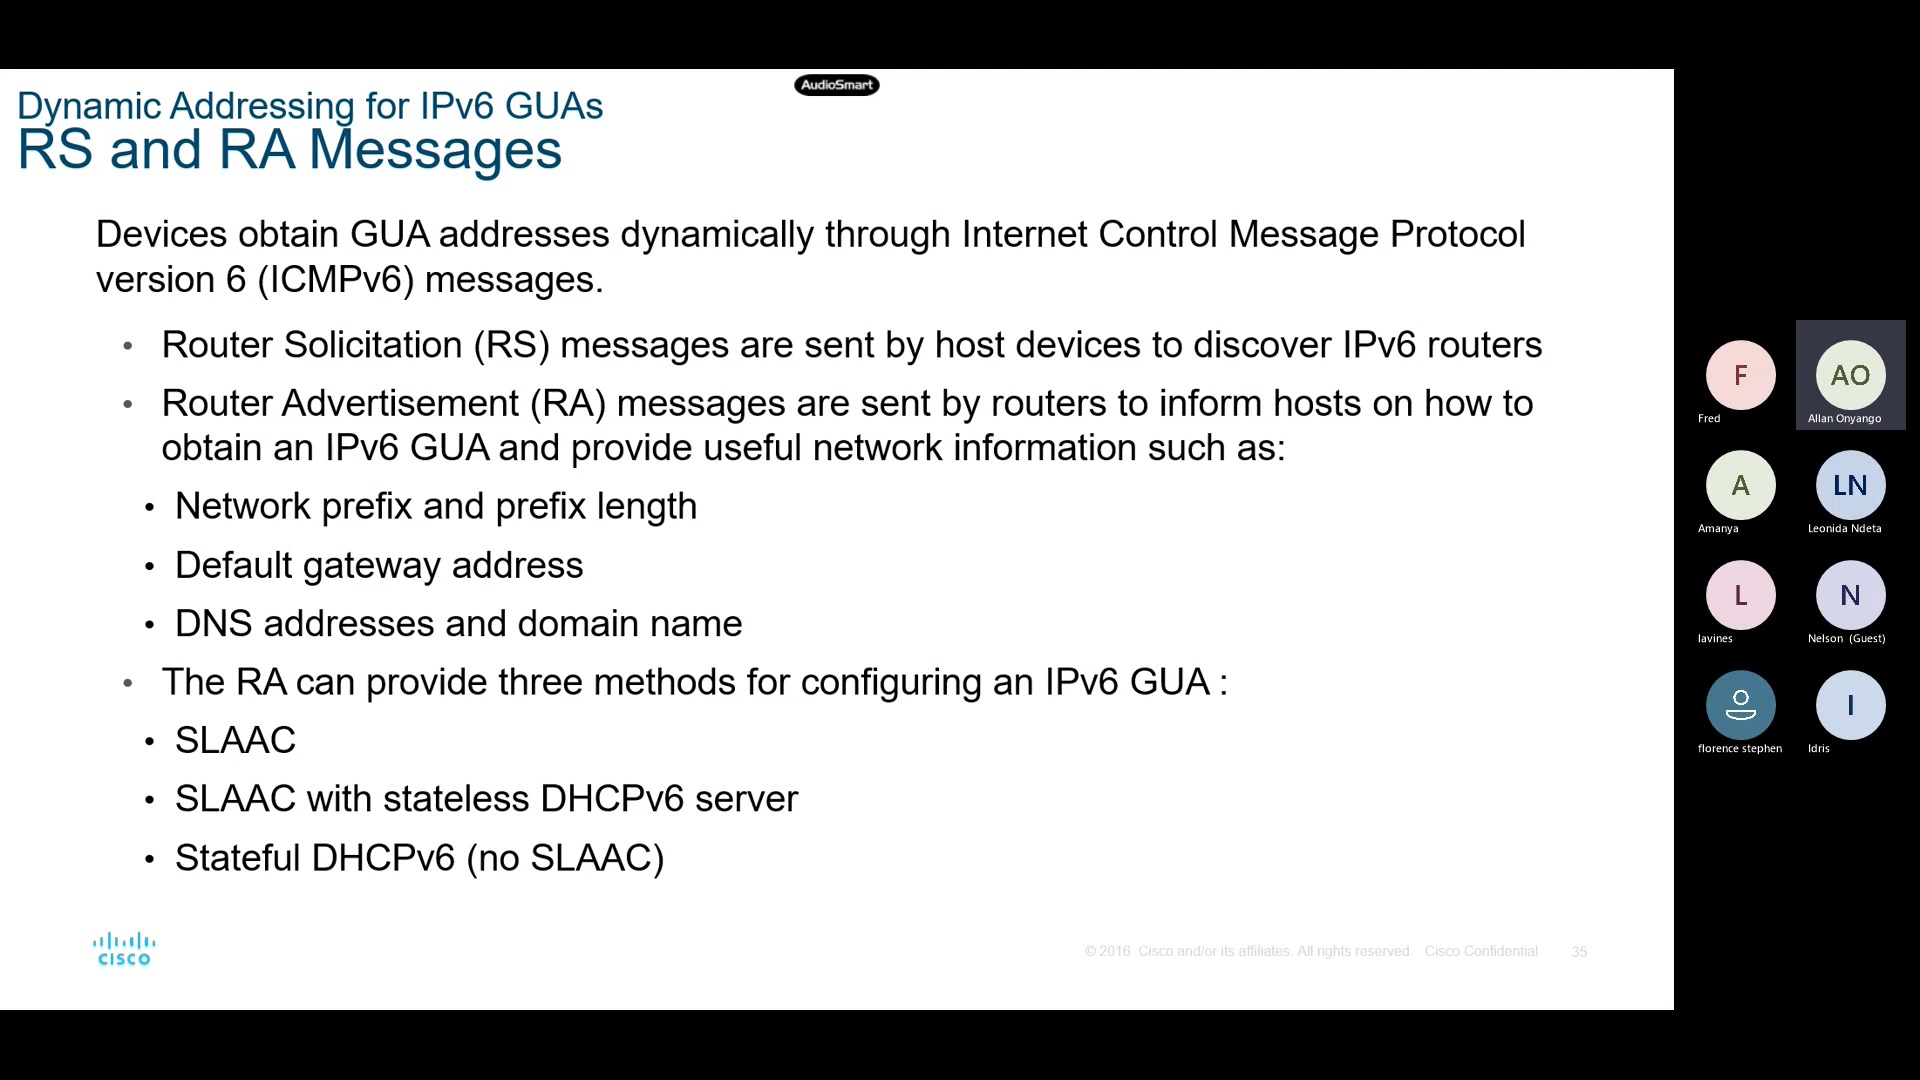 AudioSmart
Dynamic Addressing for IPv6 GUAs
RS and RA Messages
Devices obtain GUA addresses dynamically through Internet Control Message Protocol
version 6 (ICMPv6) messages.
• Router Solicitation (RS) messages are sent by host devices to discover IPv6 routers
• Router Advertisement (RA) messages are sent by routers to inform hosts on how to
obtain an IPv6 GUA and provide useful network information such as:
• Network prefix and prefix length
• Default gateway address
• DNS addresses and domain name
• The RA can provide three methods for configuring an IPv6 GUA :
• SLAAC
• SLAAC with stateless DHCPv6 server
• Stateful DHCPv6 (no SLAAC)
CISCO
© 2016 Cisco and/or its affiliates. All rights reserved. Cisco Confidential 35
F AO
Fred Allan Onyango
A LN
Amanya Leonida Ndeta
L N
lavines Nelson (Guest)
I
florence stephen Idris